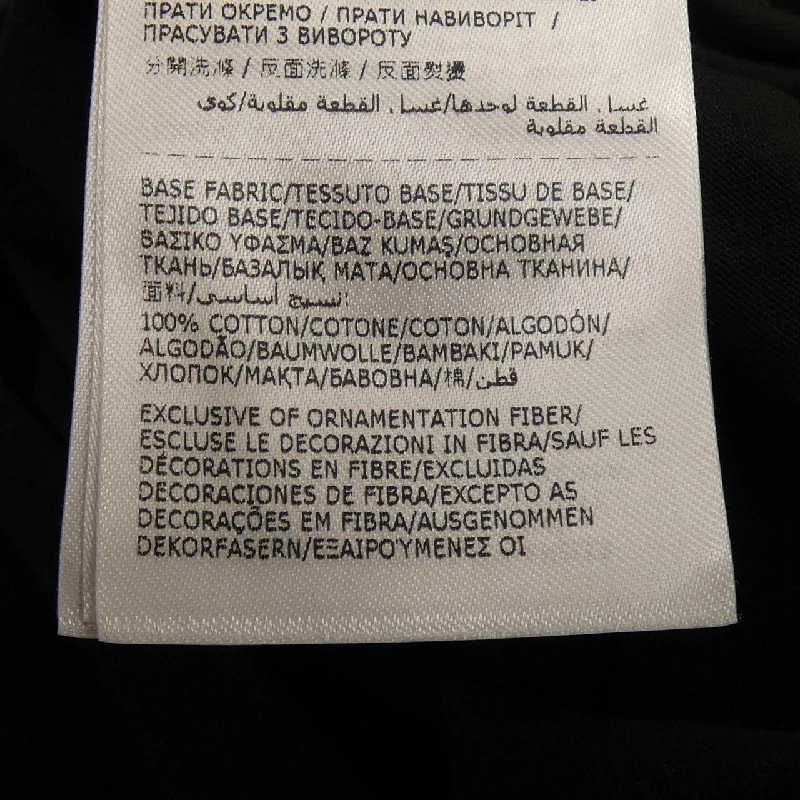 ПРАТИ ОКРЕМО / ПРАТИ НАВИВОРІТ /
ПРАСУВАТИ З ВИВОРОТУ
分開洗滌 / 反面洗滌 / 反面熨燙
غسل القطعة لوحدها/غسل القطعة مقلوبة/كوي
القطعة مقلوبة
BASE FABRIC/TESSUTO BASE/TISSU DE BASE/
TEJIDO BASE/TECIDO-BASE/GRUNDGEWEBE/
ΒΑΣΙΚΟ ΥΦΑΣΜΑ/BAZ KUMAŞ/ОСНОВНАЯ
ТКАНЬ/БАЗАЛЫҚ МАТА/ОСНОВНА ТКАНИНА/
面料/نسيج أساسي:
100% COTTON/COTONE/COTON/ALGODÓN/
ALGODÃO/BAUMWOLLE/ΒΑΜΒΆΚΙ/PAMUK/
ХЛОПОК/МАҚТА/БАВОВНА/棉/قطن
EXCLUSIVE OF ORNAMENTATION FIBER/
ESCLUSE LE DECORAZIONI IN FIBRA/SAUF LES
DÉCORATIONS EN FIBRE/EXCLUIDAS
DECORACIONES DE FIBRA/EXCEPTO AS
DECORAÇÕES EM FIBRA/AUSGENOMMEN
DEKORFASERN/ΕΞΑΙΡΟΎΜΕΝΕΣ ΟΙ